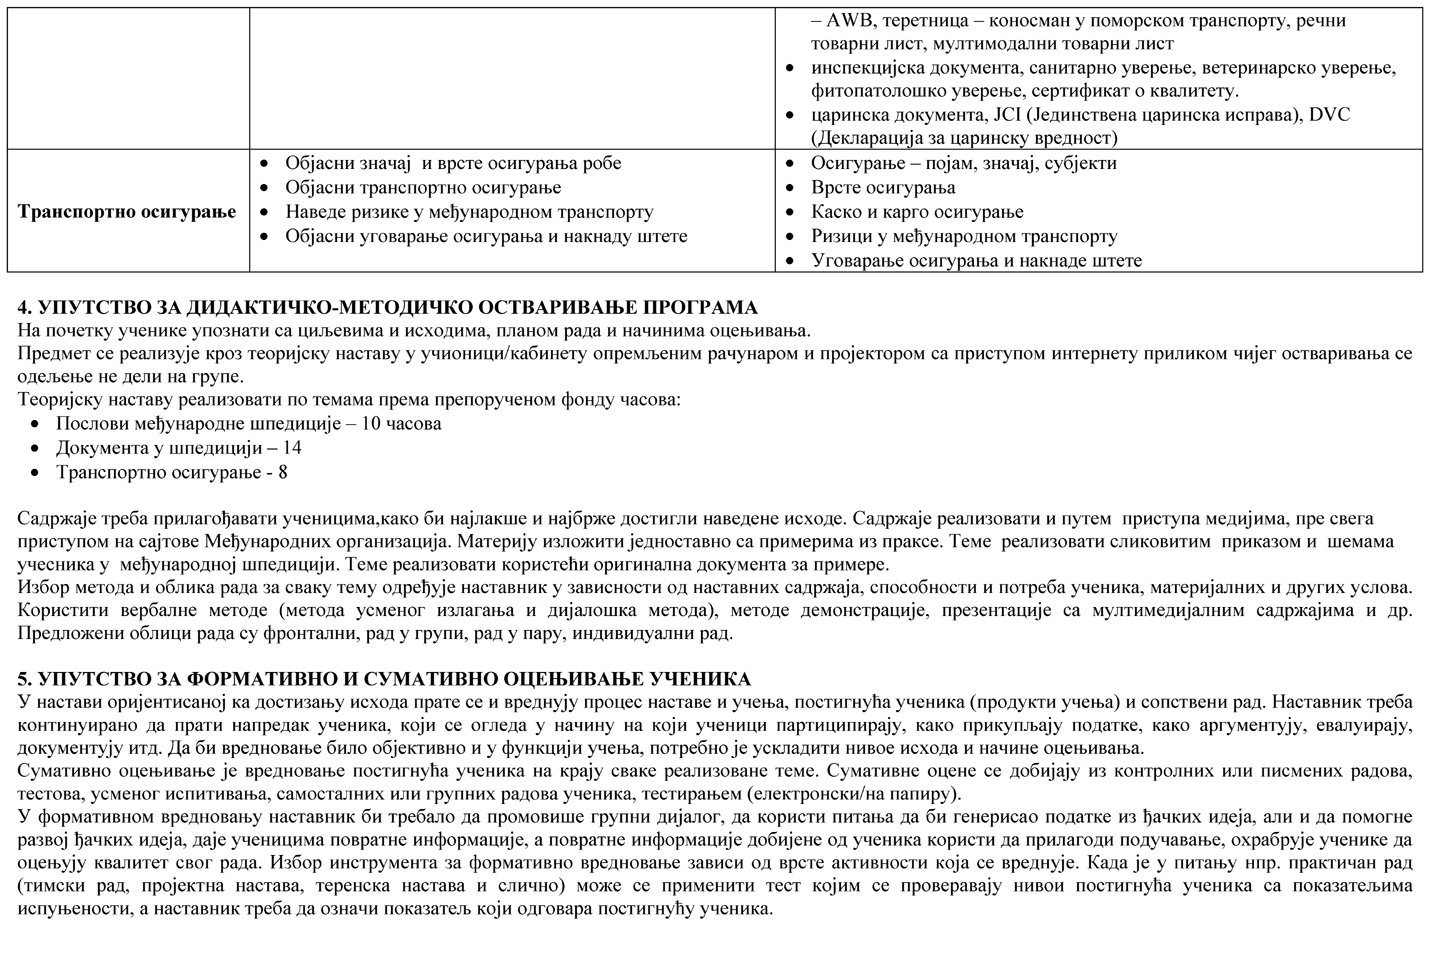 – AWB, теретница – коносман у поморском транспорту, речни
товарни лист, мултимодални товарни лист
• инспекцијска документа, санитарно уверење, ветеринарско уверење,
фитопатолошко уверење, сертификат о квалитету.
• царинска документа, JCI (Јединствена царинска исправа), DVC
(Декларација за царинску вредност)
Транспортно осигурање
• Објасни значај  и врсте осигурања робе
• Објасни транспортно осигурање
• Наведе ризике у међународном транспорту
• Објасни уговарање осигурања и накнаду штете
• Осигурање – појам, значај, субјекти
• Врсте осигурања
• Каско и карго осигурање
• Ризици у међународном транспорту
• Уговарање осигурања и накнаде штете
4. УПУТСТВО ЗА ДИДАКТИЧКО-МЕТОДИЧКО ОСТВАРИВАЊЕ ПРОГРАМА
На почетку ученике упознати са циљевима и исходима, планом рада и начинима оцењивања.
Предмет се реализује кроз теоријску наставу у учионици/кабинету опремљеним рачунаром и пројектором са приступом интернету приликом чијег остваривања се
одељење не дели на групе.
Теоријску наставу реализовати по темама према препорученом фонду часова:
• Послови међународне шпедиције – 10 часова
• Документа у шпедицији – 14
• Транспортно осигурање - 8
Садржаје треба прилагођавати ученицима,како би најлакше и најбрже достигли наведене исходе. Садржаје реализовати и путем  приступа медијима, пре свега
приступом на сајтове Међународних организација. Материју изложити једноставно са примерима из праксе. Теме  реализовати сликовитим  приказом и  шемама
учесника у  међународној шпедицији. Теме реализовати користећи оригинална документа за примере.
Избор метода и облика рада за сваку тему одређује наставник у зависности од наставних садржаја, способности и потреба ученика, материјалних и других услова.
Користити вербалне методе (метода усменог излагања и дијалошка метода), методе демонстрације, презентације са мултимедијалним садржајима и др.
Предложени облици рада су фронтални, рад у групи, рад у пару, индивидуални рад.
5. УПУТСТВО ЗА ФОРМАТИВНО И СУМАТИВНО ОЦЕЊИВАЊЕ УЧЕНИКА
У настави оријентисаној ка достизању исхода прате се и вреднују процес наставе и учења, постигнућа ученика (продукти учења) и сопствени рад. Наставник треба
континуирано да прати напредак ученика, који се огледа у начину на који ученици партиципирају, како прикупљају податке, како аргументују, евалуирају,
документују итд. Да би вредновање било објективно и у функцији учења, потребно је ускладити нивое исхода и начине оцењивања.
Сумативно оцењивање је вредновање постигнућа ученика на крају сваке реализоване теме. Сумативне оцене се добијају из контролних или писмених радова,
тестова, усменог испитивања, самосталних или групних радова ученика, тестирањем (електронски/на папиру).
У формативном вредновању наставник би требало да промовише групни дијалог, да користи питања да би генерисао податке из ђачких идеја, али и да помогне
развој ђачких идеја, даје ученицима повратне информације, а повратне информације добијене од ученика користи да прилагоди подучавање, охрабрује ученике да
оцењују квалитет свог рада. Избор инструмента за формативно вредновање зависи од врсте активности која се вреднује. Када је у питању нпр. практичан рад
(тимски рад, пројектна настава, теренска настава и слично) може се применити тест којим се проверавају нивои постигнућа ученика са показатељима
испуњености, а наставник треба да означи показатељ који одговара постигнућу ученика.